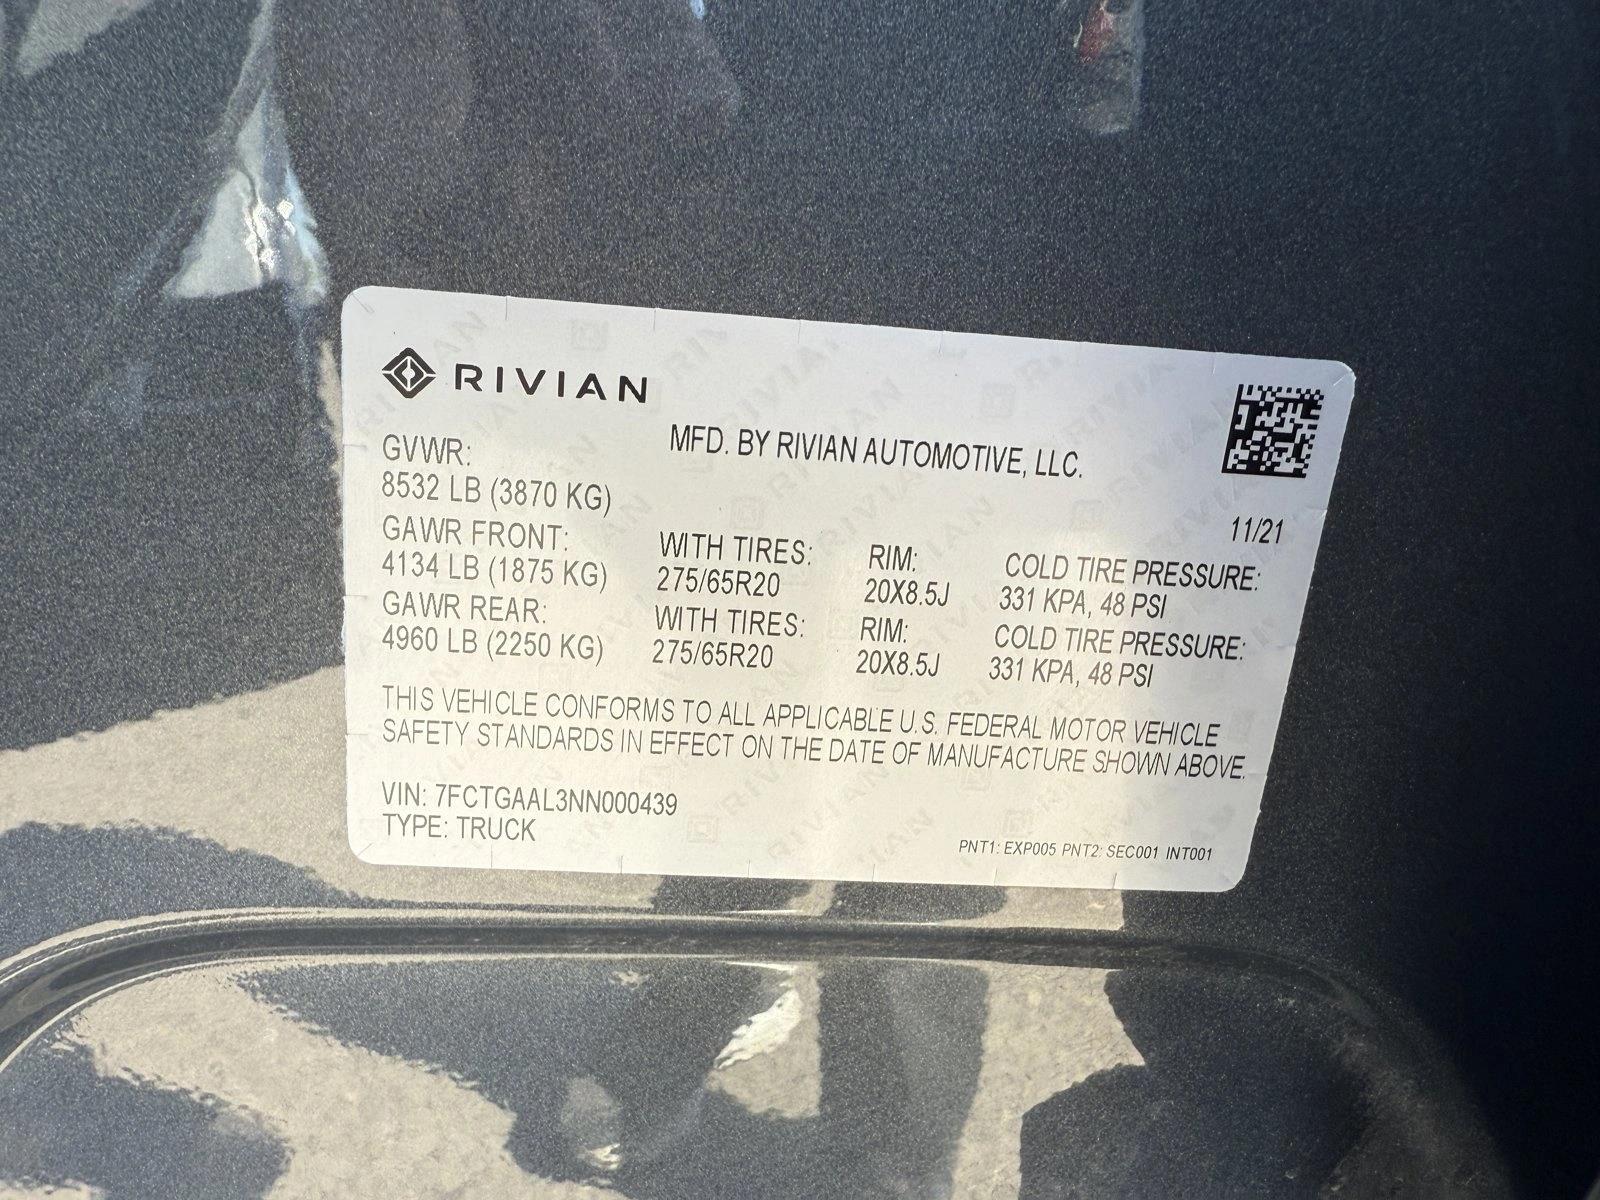 RIVIAN
MFD. BY RIVIAN AUTOMOTIVE, LLC.
GVWR:
8532 LB (3870 KG)
11/21
GAWR FRONT: WITH TIRES: RIM: COLD TIRE PRESSURE:
4134 LB (1875 KG) 275/65R20 20X8.5J 331 KPA, 48 PSI
GAWR REAR: WITH TIRES: RIM: COLD TIRE PRESSURE:
4960 LB (2250 KG) 275/65R20 20X8.5J 331 KPA, 48 PSI
THIS VEHICLE CONFORMS TO ALL APPLICABLE U.S. FEDERAL MOTOR VEHICLE
SAFETY STANDARDS IN EFFECT ON THE DATE OF MANUFACTURE SHOWN ABOVE.
VIN: 7FCTGAAL3NN000439
TYPE: TRUCK
PNT1: EXP005 PNT2: SEC001 INT001